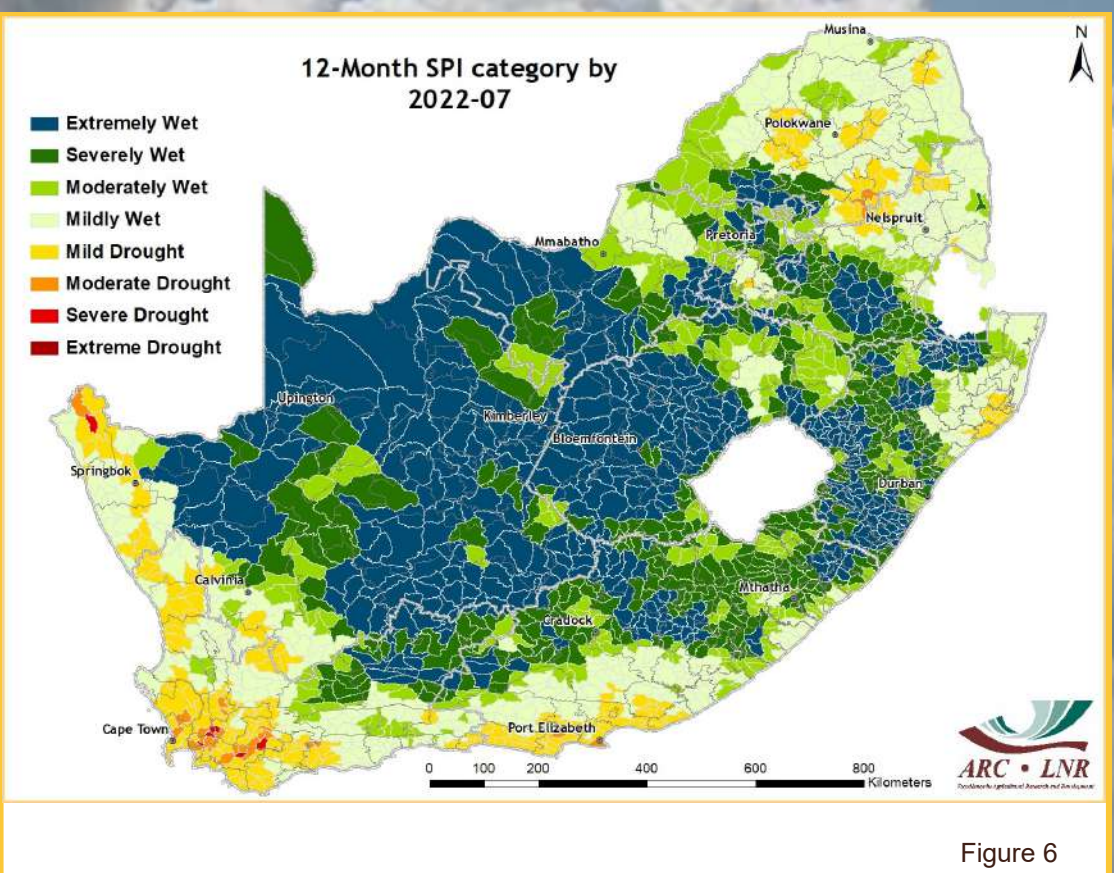 12-Month SPI category by
2022-07
N
Extremely Wet
Severely Wet
Moderately Wet
Mildly Wet
Mild Drought
Moderate Drought
Severe Drought
Extreme Drought
Musina
Polokwane
Nelspruit
Pretoria
Mmabatho
Upington
Kimberley
Bloemfontein
Springbok
Durban
Calvinia
Mthatha
Cradock
Cape Town
Port Elizabeth
0 100 200 400 600 800
Kilometers
ARC • LNR
Figure 6